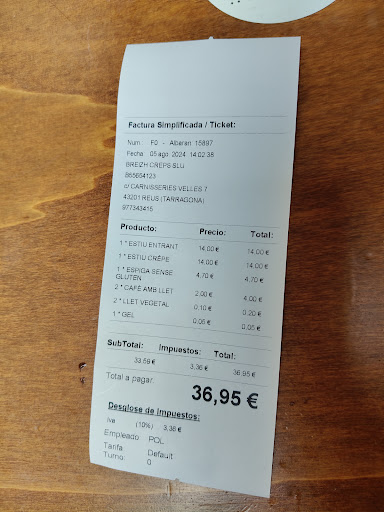 Factura Simplificada / Ticket:
Num: F0 - Alberan 15897
Fecha: 05 ago. 2024 14:02:38
BREIZH CREPS SLU
B55664123
c/ CARNISSERIES VELLES 7
43201 REUS (TARRAGONA)
977343415
Producto: Precio: Total:
1 * ESTIU ENTRANT 14,00 € 14,00 €
1 * ESTIU CRÊPE 14,00 € 14,00 €
1 * ESPIGA SENSE GLUTEN 4,70 € 4,70 €
2 * CAFÈ AMB LLET 2,00 € 4,00 €
2 * LLET VEGETAL 0,10 € 0,20 €
1 * GEL 0,05 € 0,05 €
SubTotal: Impuestos: Total:
33,59 € 3,36 € 36,95 €
Total a pagar: 36,95 €
Desglose de Impuestos:
iva (10%) 3,36 €
Empleado: POL
Tarifa Default
Turno: 0